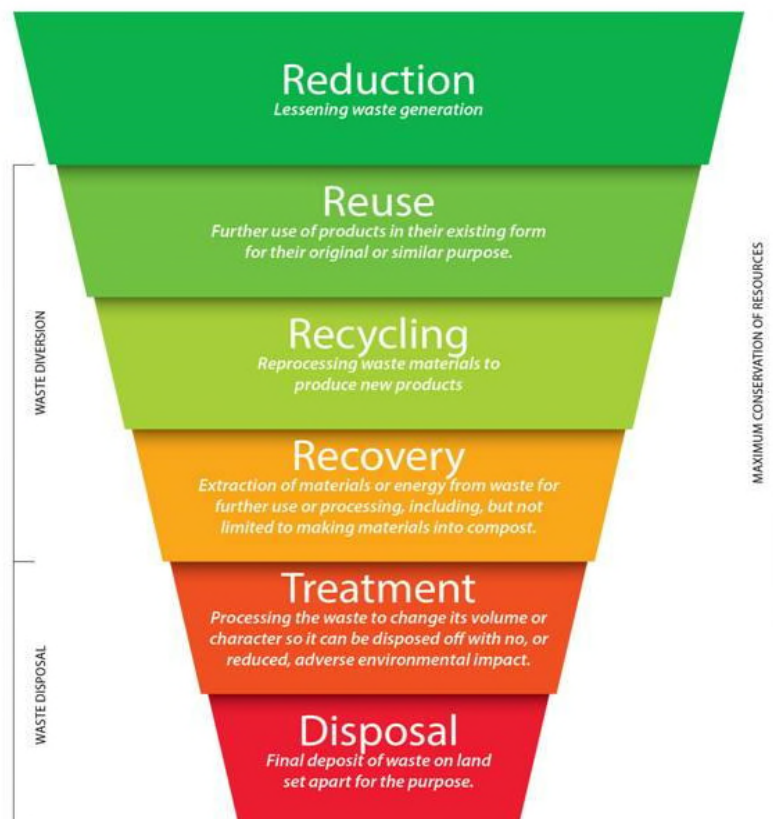 Reduction
Lessening waste generation
Reuse
Further use of products in their existing form
for their original or similar purpose.
Recycling
Reprocessing waste materials to
produce new products
Recovery
Extraction of materials or energy from waste for
further use or processing, including, but not
limited to making materials into compost.
Treatment
Processing the waste to change its volume or
character so it can be disposed off with no, or
reduced, adverse environmental impact.
Disposal
Final deposit of waste on land
set apart for the purpose.
WASTE DIVERSION
WASTE DISPOSAL
MAXIMUM CONSERVATION OF RESOURCES